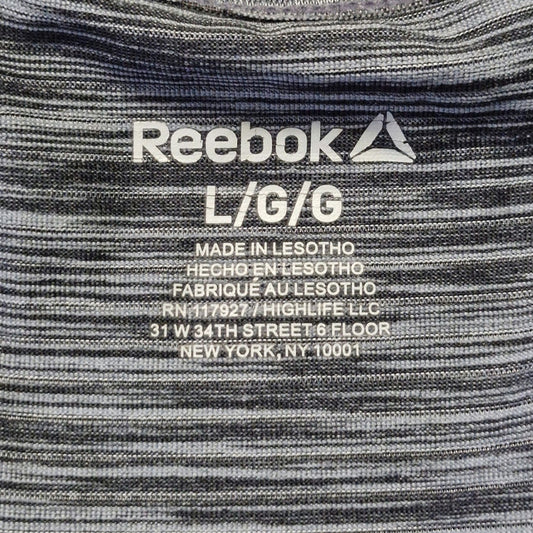 Reebok
L/G/G
MADE IN LESOTHO
HECHO EN LESOTHO
FABRIQUÉ AU LESOTHO
RN 117927 / HIGHLIFE LLC
31 W 34TH STREET 6 FLOOR
NEW YORK, NY 10001